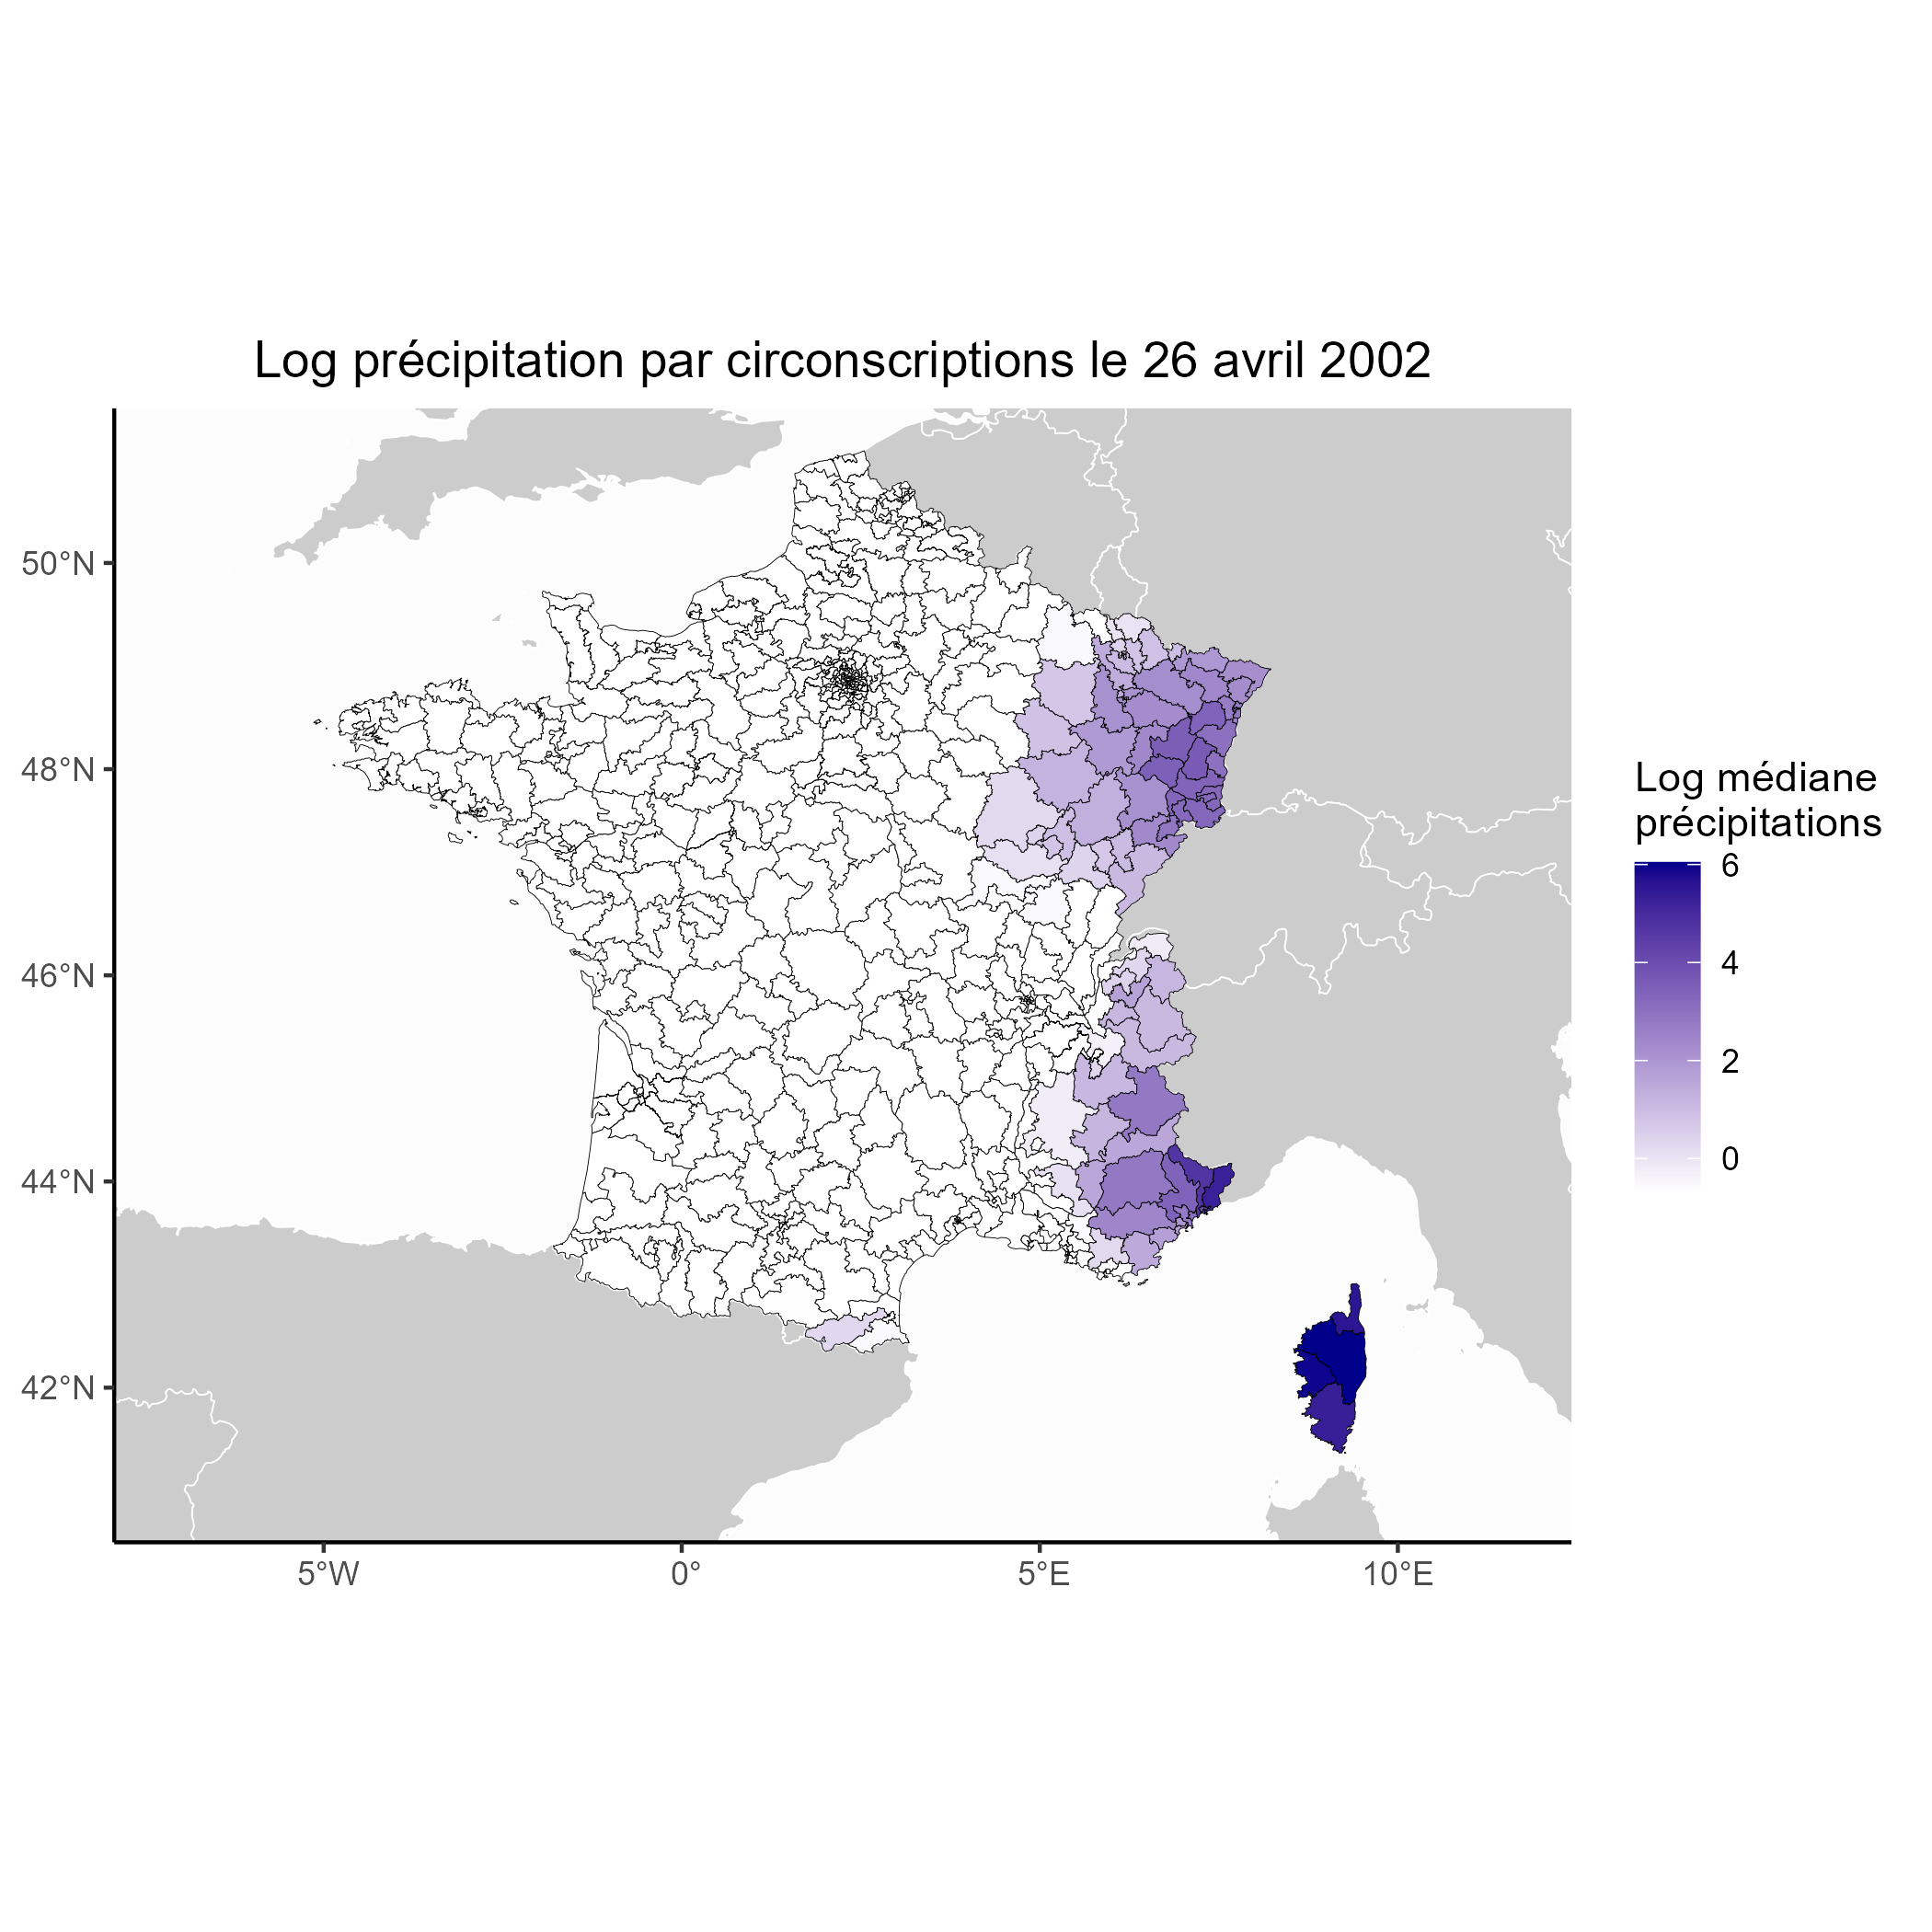 Log précipitation par circonscriptions le 26 avril 2002
50°N
48°N
46°N
44°N
42°N
5°W
0°
5°E
10°E
Log médiane
précipitations
6
4
2
0